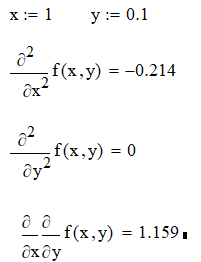 x := 1 y := 0.1
∂²/∂x² f(x,y) = −0.214
∂²/∂y² f(x,y) = 0
∂/∂x ∂/∂y f(x,y) = 1.159